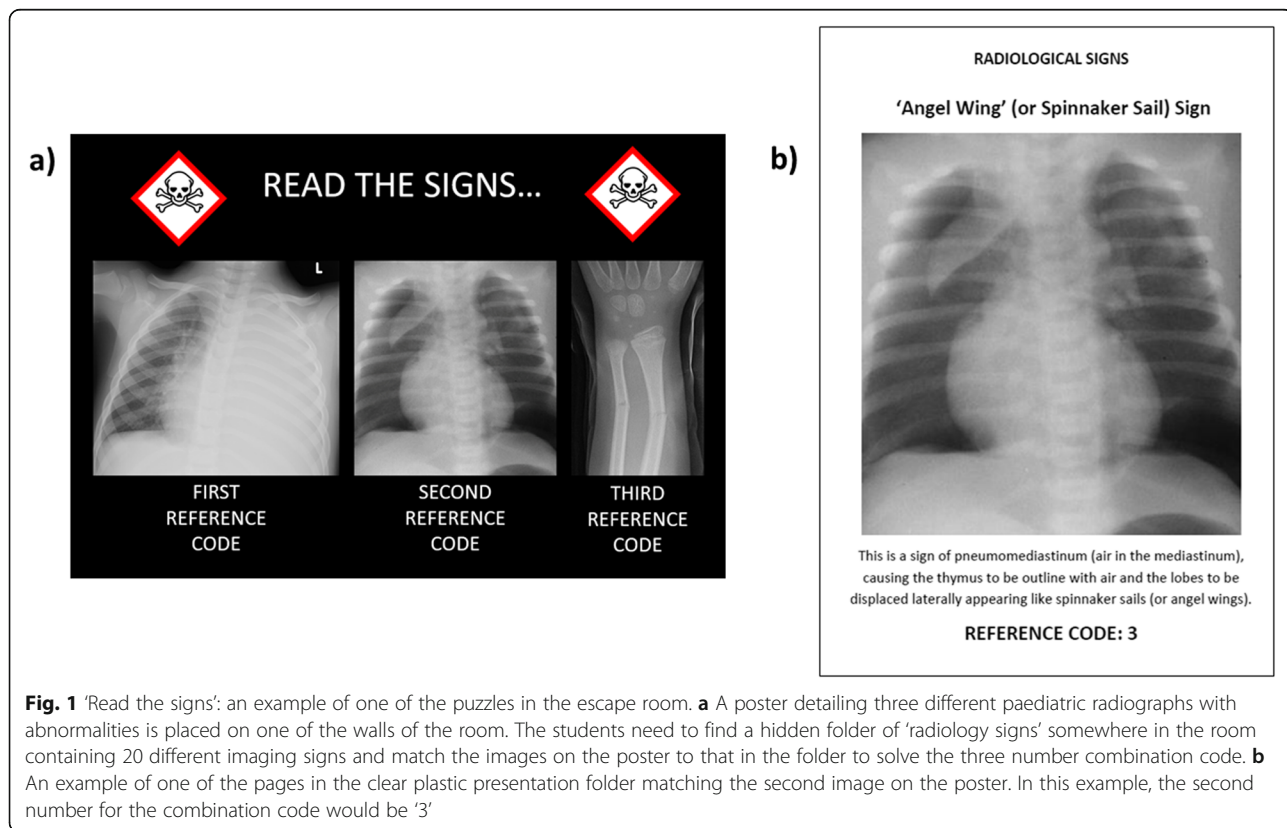 a)
READ THE SIGNS...
L
FIRST
REFERENCE
CODE
SECOND
REFERENCE
CODE
THIRD
REFERENCE
CODE
b)
RADIOLOGICAL SIGNS
‘Angel Wing’ (or Spinnaker Sail) Sign
This is a sign of pneumomediastinum (air in the mediastinum),
causing the thymus to be outline with air and the lobes to be
displaced laterally appearing like spinnaker sails (or angel wings).
REFERENCE CODE: 3
Fig. 1 ‘Read the signs’: an example of one of the puzzles in the escape room. a A poster detailing three different paediatric radiographs with
abnormalities is placed on one of the walls of the room. The students need to find a hidden folder of ‘radiology signs’ somewhere in the room
containing 20 different imaging signs and match the images on the poster to that in the folder to solve the three number combination code. b
An example of one of the pages in the clear plastic presentation folder matching the second image on the poster. In this example, the second
number for the combination code would be ‘3’